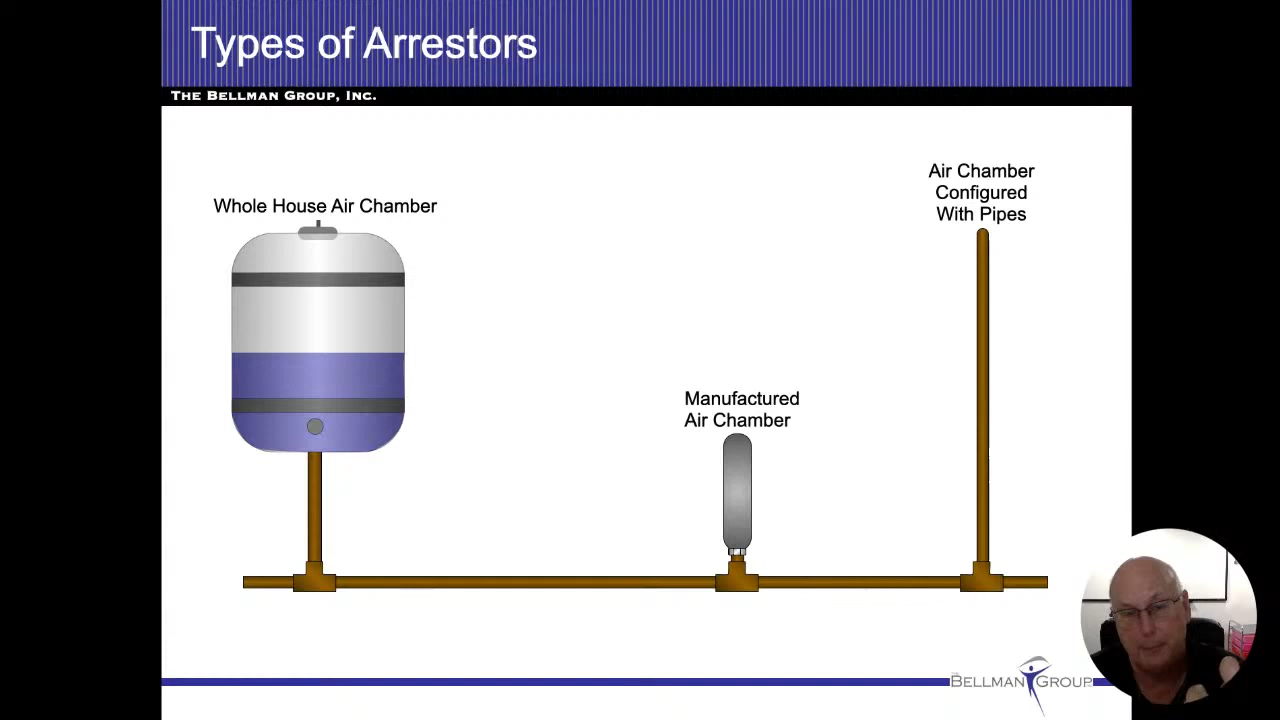 Types of Arrestors
THE BELLMAN GROUP, INC.
Air Chamber
Configured
With Pipes
Whole House Air Chamber
Manufactured
Air Chamber
THE
BELLMAN GROUP